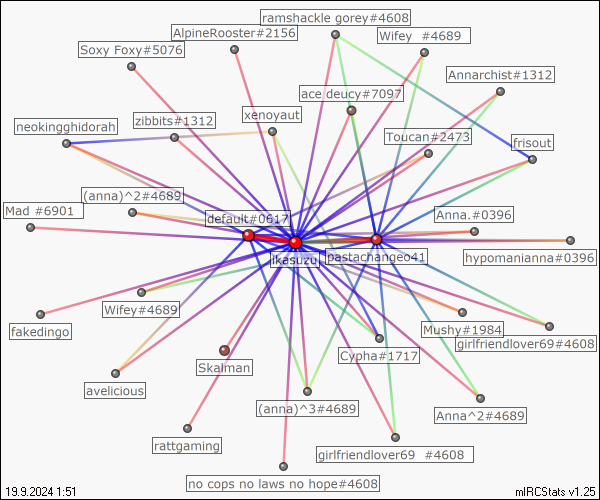 ramshackle gorey#4608
AlpineRooster#2156
Wifey  #4689
Soxy Foxy#5076
Annarchist#1312
ace deucy#7097
xenoyaut
zibbits#1312
neokingghidorah
Toucan#2473
frisout
(anna)^2#4689
Mad #6901
default#0617
Anna.#0396
ikasuzu
pastachangeo41
hypomanianna#0396
Wifey#4689
fakedingo
Mushy#1984
girlfriendlover69#4608
Cypha#1717
Skalman
avelicious
(anna)^3#4689
Anna^2#4689
rattgaming
girlfriendlover69  #4608
no cops no laws no hope#4608
19.9.2024 1:51
mIRCStats v1.25